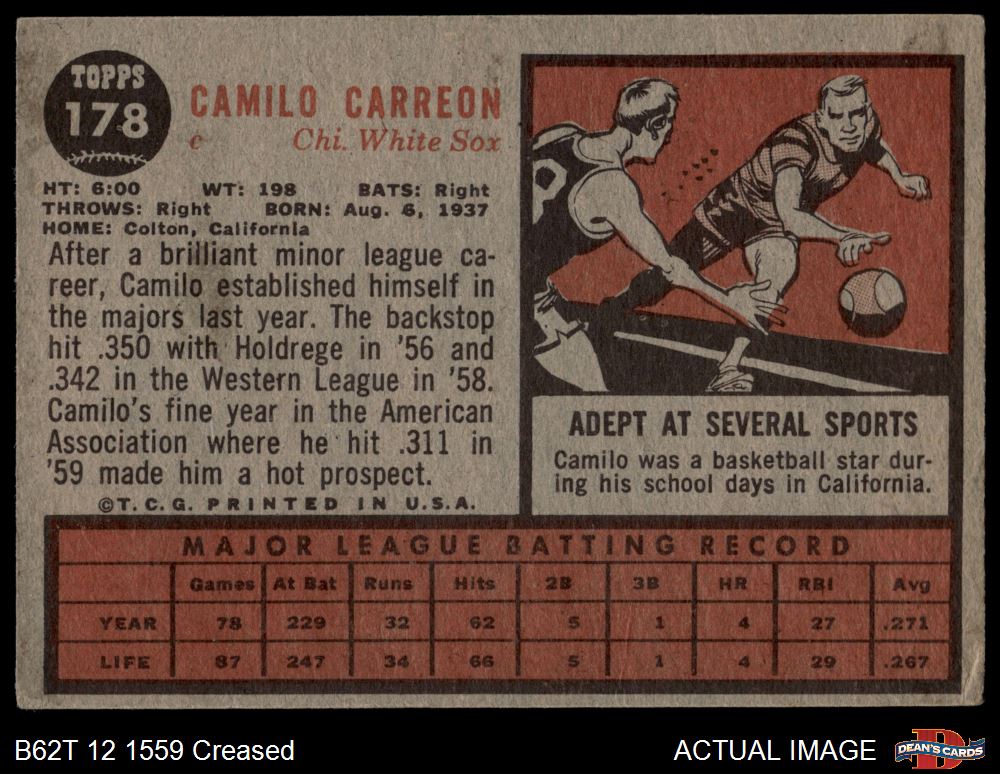 TOPPS
178
CAMILO CARREON
c Chi. White Sox
HT: 6:00 WT: 198 BATS: Right
THROWS: Right BORN: Aug. 6, 1937
HOME: Colton, California
After a brilliant minor league ca-
reer, Camilo established himself in
the majors last year. The backstop
hit .350 with Holdrege in '56 and
.342 in the Western League in '58.
Camilo's fine year in the American
Association where he hit .311 in
'59 made him a hot prospect.
©T.C.G. PRINTED IN U.S.A.
ADEPT AT SEVERAL SPORTS
Camilo was a basketball star dur-
ing his school days in California.
MAJOR LEAGUE BATTING RECORD
Games At Bat Runs Hits 2B 3B HR RBI Avg
YEAR 78 229 32 62 5 1 4 27 .271
LIFE 87 247 34 66 5 1 4 29 .267
B62T 12 1559 Creased
ACTUAL IMAGE
D
DEAN'S CARDS